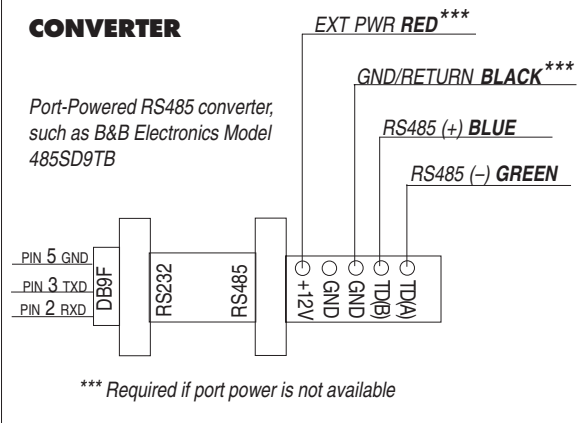 CONVERTER
EXT PWR RED***
GND/RETURN BLACK***
Port-Powered RS485 converter,
such as B&B Electronics Model
485SD9TB
RS485 (+) BLUE
RS485 (–) GREEN
PIN 5 GND
PIN 3 TXD
PIN 2 RXD
DB9F
RS232
RS485
+12V
GND
GND
TD(B)
TD(A)
*** Required if port power is not available